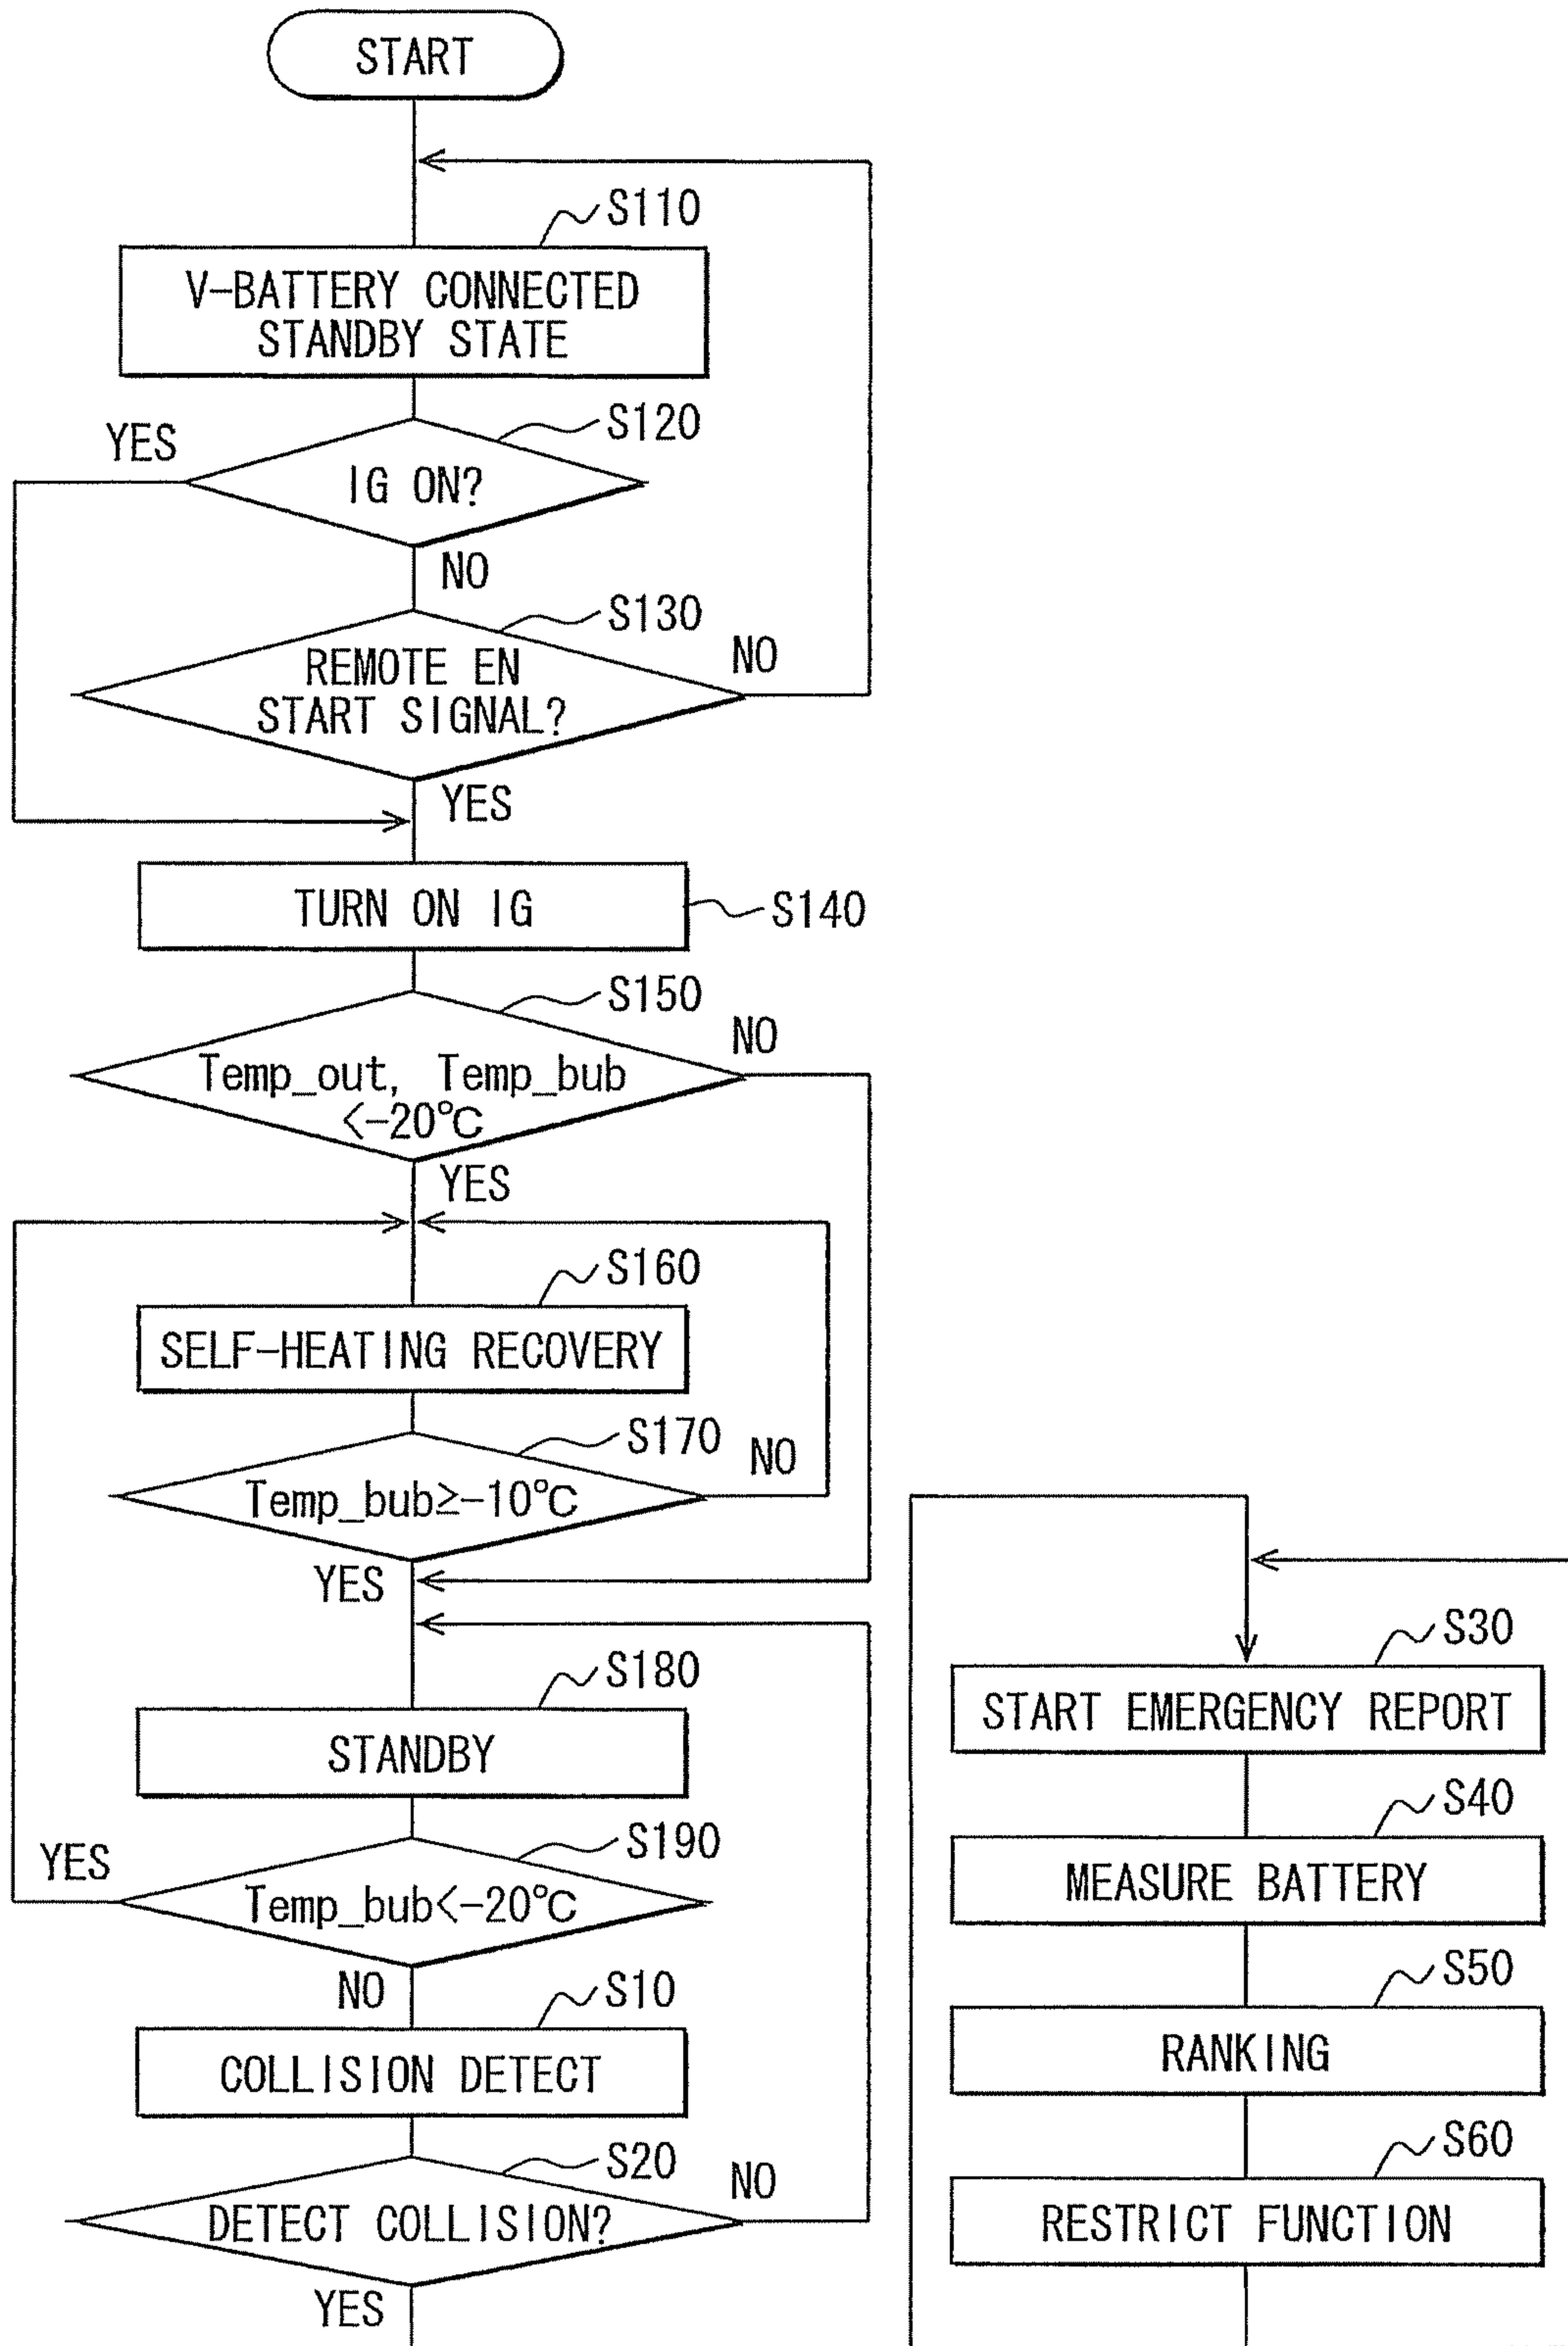 START
S110
V-BATTERY CONNECTED
STANDBY STATE
S120
YES
IG ON?
NO
S130
NO
REMOTE EN
START SIGNAL?
YES
TURN ON IG
S140
S150
NO
Temp_out, Temp_bub
<-20℃
YES
S160
SELF-HEATING RECOVERY
S170
NO
Temp_bub≥-10℃
YES
S180
STANDBY
S190
YES
Temp_bub<-20℃
NO
S10
COLLISION DETECT
S20
NO
DETECT COLLISION?
YES
S30
START EMERGENCY REPORT
S40
MEASURE BATTERY
S50
RANKING
S60
RESTRICT FUNCTION